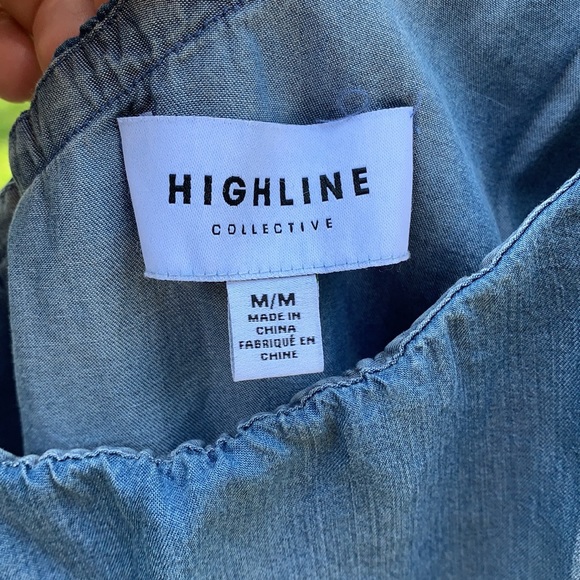 HIGHLINE
COLLECTIVE
M/M
MADE IN
CHINA
FABRIQUÉ EN
CHINE